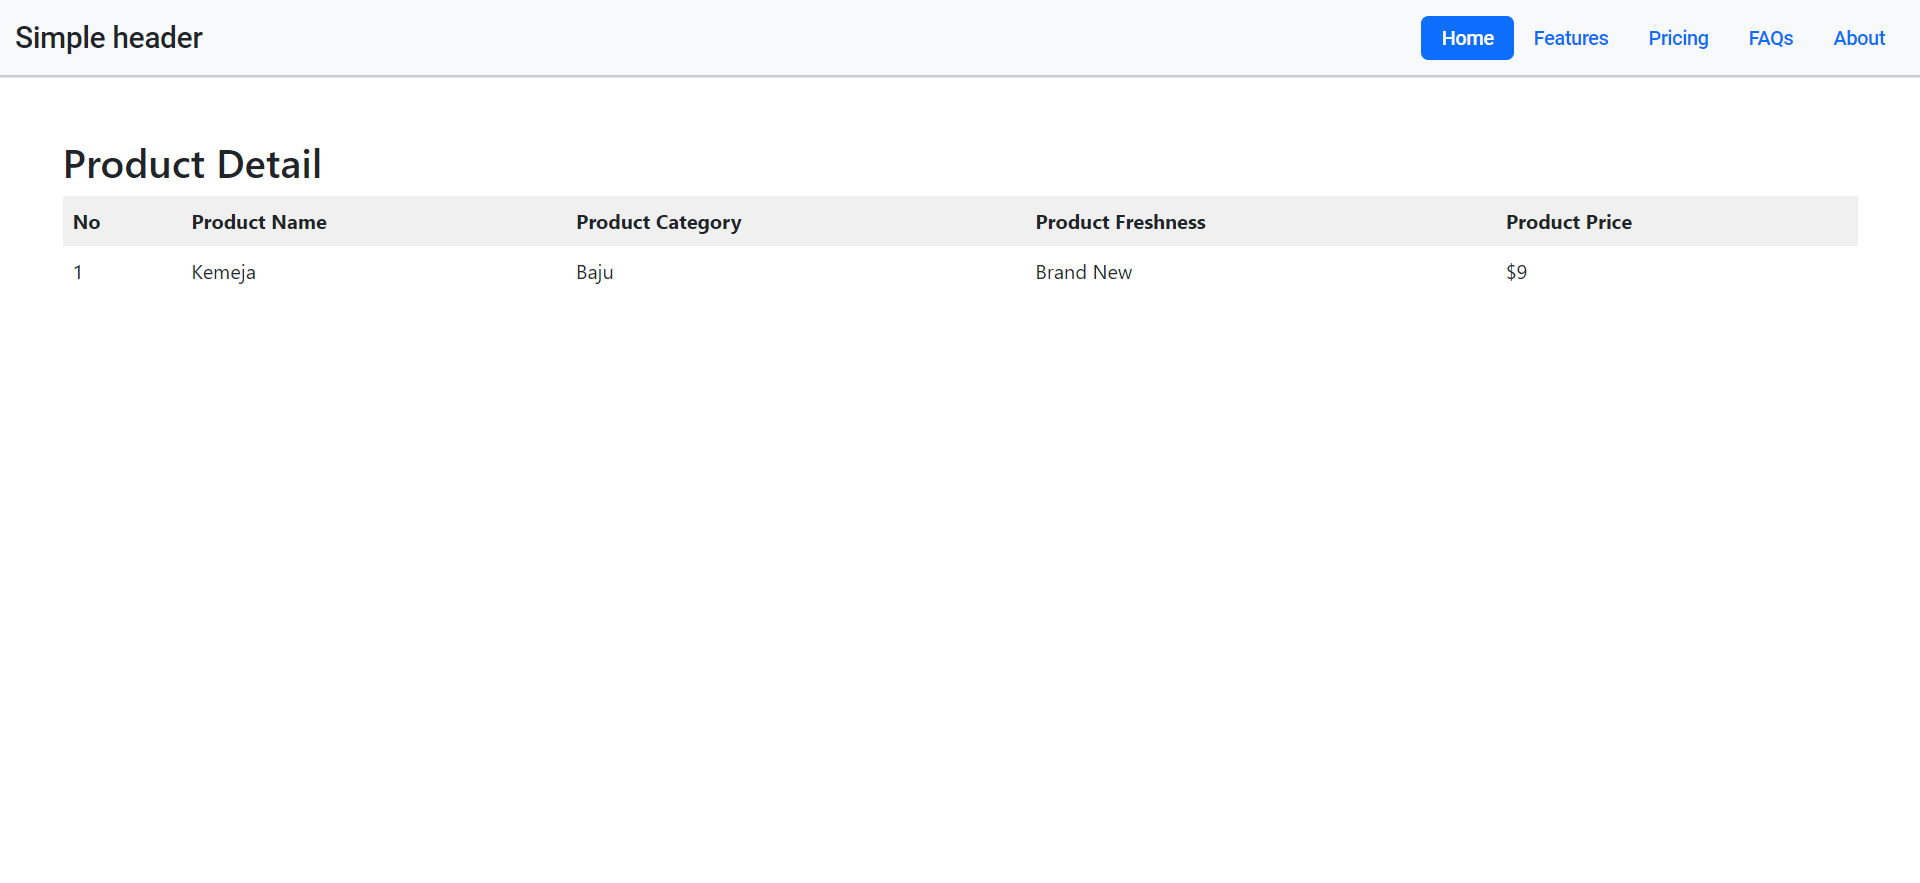 Simple header Home Features Pricing FAQs About
Product Detail
No Product Name Product Category Product Freshness Product Price
1 Kemeja Baju Brand New $9